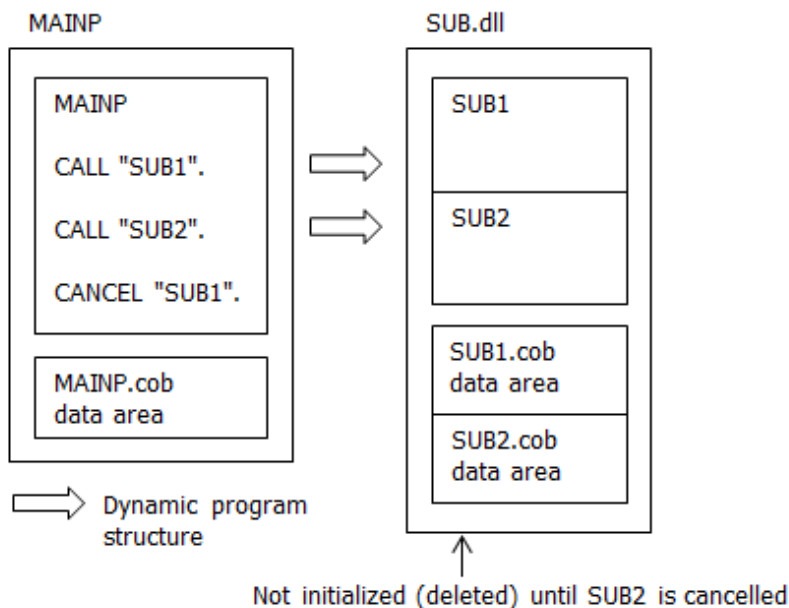 MAINP
MAINP
CALL "SUB1".
CALL "SUB2".
CANCEL "SUB1".
MAINP.cob
data area
SUB.dll
SUB1
SUB2
SUB1.cob
data area
SUB2.cob
data area
Dynamic program
structure
Not initialized (deleted) until SUB2 is cancelled